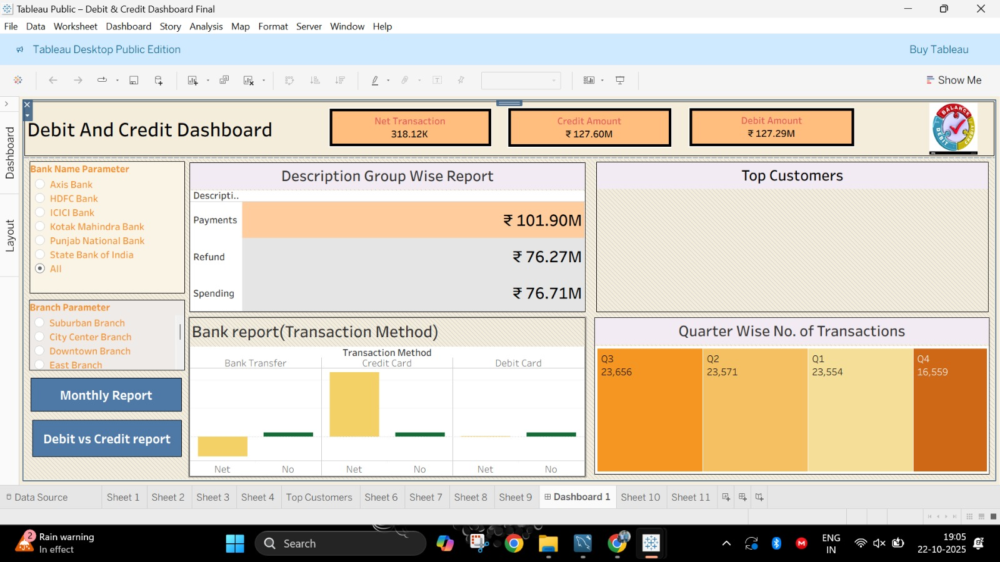 Tableau Public – Debit & Credit Dashboard Final
File Data Worksheet Dashboard Story Analysis Map Format Server Window Help
Tableau Desktop Public Edition
Buy Tableau
Show Me
Dashboard
Layout
Debit And Credit Dashboard
Net Transaction
318.12K
Credit Amount
₹ 127.60M
Debit Amount
₹ 127.29M
BALANCE
DEBIT
CREDIT
Bank Name Parameter
Axis Bank
HDFC Bank
ICICI Bank
Kotak Mahindra Bank
Punjab National Bank
State Bank of India
All
Branch Parameter
Suburban Branch
City Center Branch
Downtown Branch
East Branch
Monthly Report
Debit vs Credit report
Description Group Wise Report
Descripti..
Payments ₹ 101.90M
Refund ₹ 76.27M
Spending ₹ 76.71M
Top Customers
Bank report(Transaction Method)
Transaction Method
Bank Transfer Credit Card Debit Card
Net No Net No Net No
Quarter Wise No. of Transactions
Q3
23,656
Q2
23,571
Q1
23,554
Q4
16,559
Data Source Sheet 1 Sheet 2 Sheet 3 Sheet 4 Top Customers Sheet 6 Sheet 7 Sheet 8 Sheet 9 Dashboard 1 Sheet 10 Sheet 11
2
Rain warning
In effect
Search
ENG
IN
19:05
22-10-2025